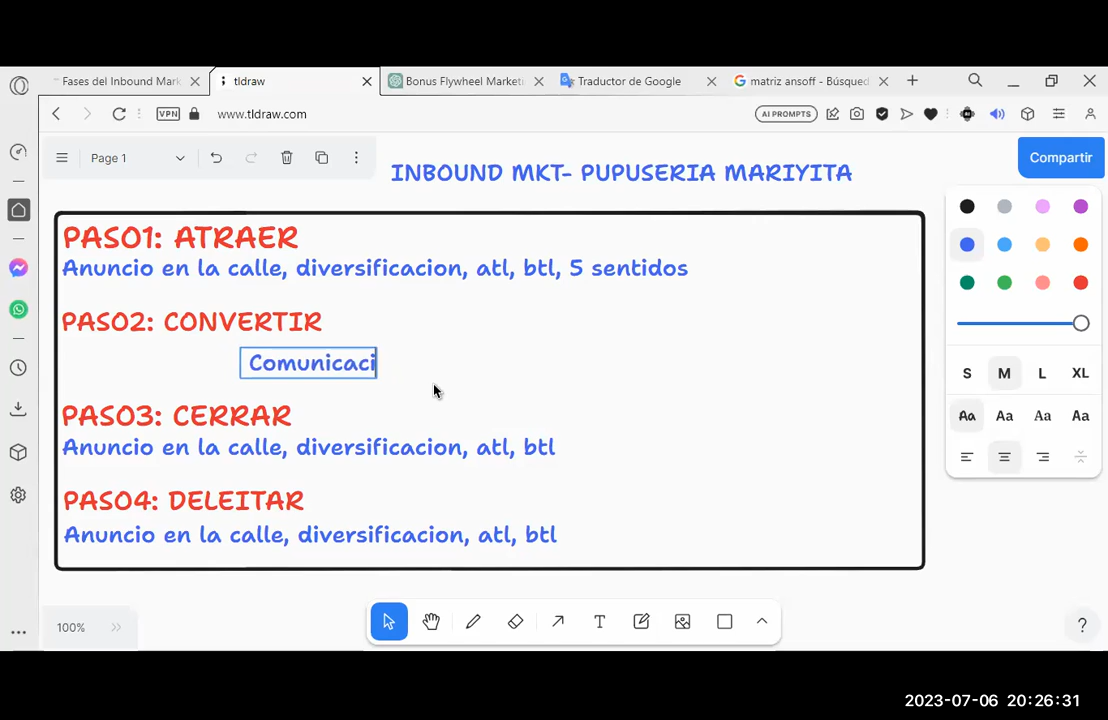 Fases del Inbound Mark
tldraw
Bonus Flywheel Market
Traductor de Google
matriz ansoff - Búsqued
VPN
www.tldraw.com
AI PROMPTS
Page 1
INBOUND MKT- PUPUSERIA MARIYITA
Compartir
PASO1: ATRAER
Anuncio en la calle, diversificacion, atl, btl, 5 sentidos
PASO2: CONVERTIR
Comunicaci
PASO3: CERRAR
Anuncio en la calle, diversificacion, atl, btl
PASO4: DELEITAR
Anuncio en la calle, diversificacion, atl, btl
S M L XL
Aa Aa Aa Aa
100%
T
?
2023-07-06 20:26:31